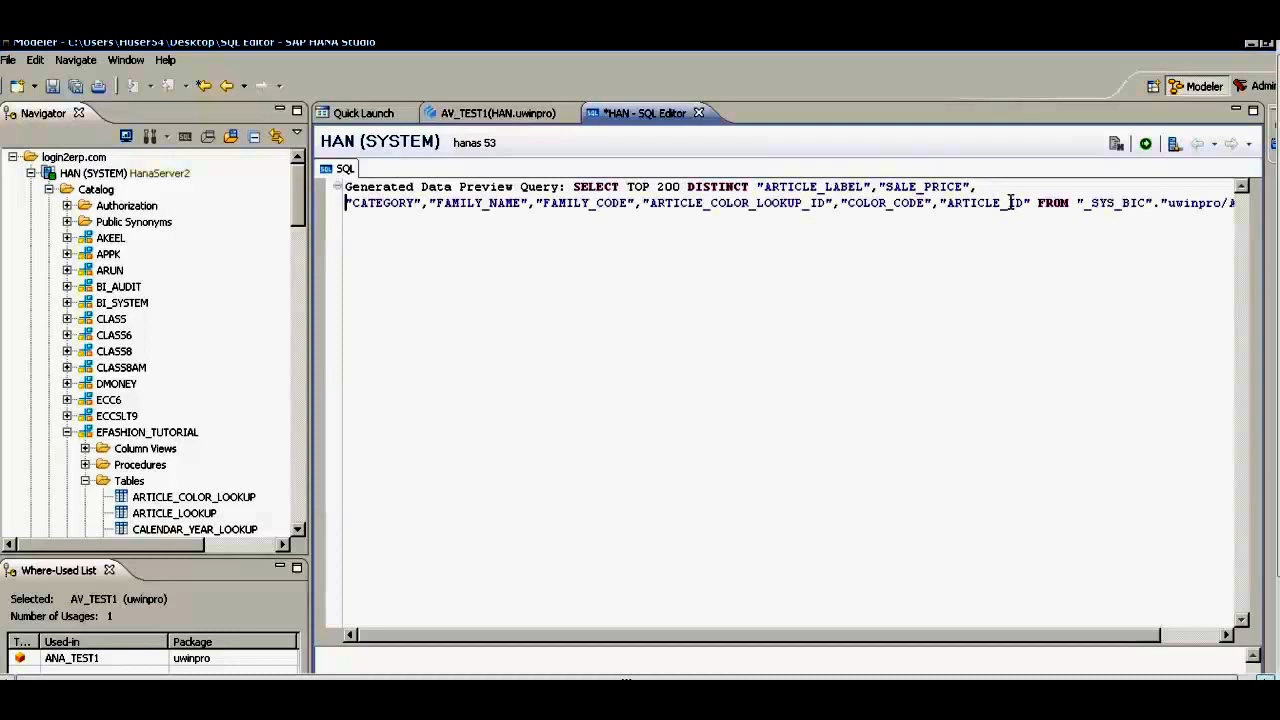 Modeler - C:\Users\Huser54\Desktop\SQL Editor - SAP HANA Studio
File Edit Navigate Window Help
Modeler
Navigator
Quick Launch
AV_TEST1(HAN.uwinpro)
*HAN - SQL Editor
HAN (SYSTEM) hanas 53
SQL
Generated Data Preview Query: SELECT TOP 200 DISTINCT "ARTICLE_LABEL","SALE_PRICE",
"CATEGORY","FAMILY_NAME","FAMILY_CODE","ARTICLE_COLOR_LOOKUP_ID","COLOR_CODE","ARTICLE_ID" FROM "_SYS_BIC"."uwinpro/A
login2erp.com
HAN (SYSTEM) HanaServer2
Catalog
Authorization
Public Synonyms
AKEEL
APPK
ARUN
BI_AUDIT
BI_SYSTEM
CLASS
CLASS6
CLASS8
CLASS8AM
DMONEY
ECC6
ECCSLT9
EFASHION_TUTORIAL
Column Views
Procedures
Tables
ARTICLE_COLOR_LOOKUP
ARTICLE_LOOKUP
CALENDAR_YEAR_LOOKUP
Where-Used List
Selected: AV_TEST1 (uwinpro)
Number of Usages: 1
T... Used-in Package
ANA_TEST1 uwinpro